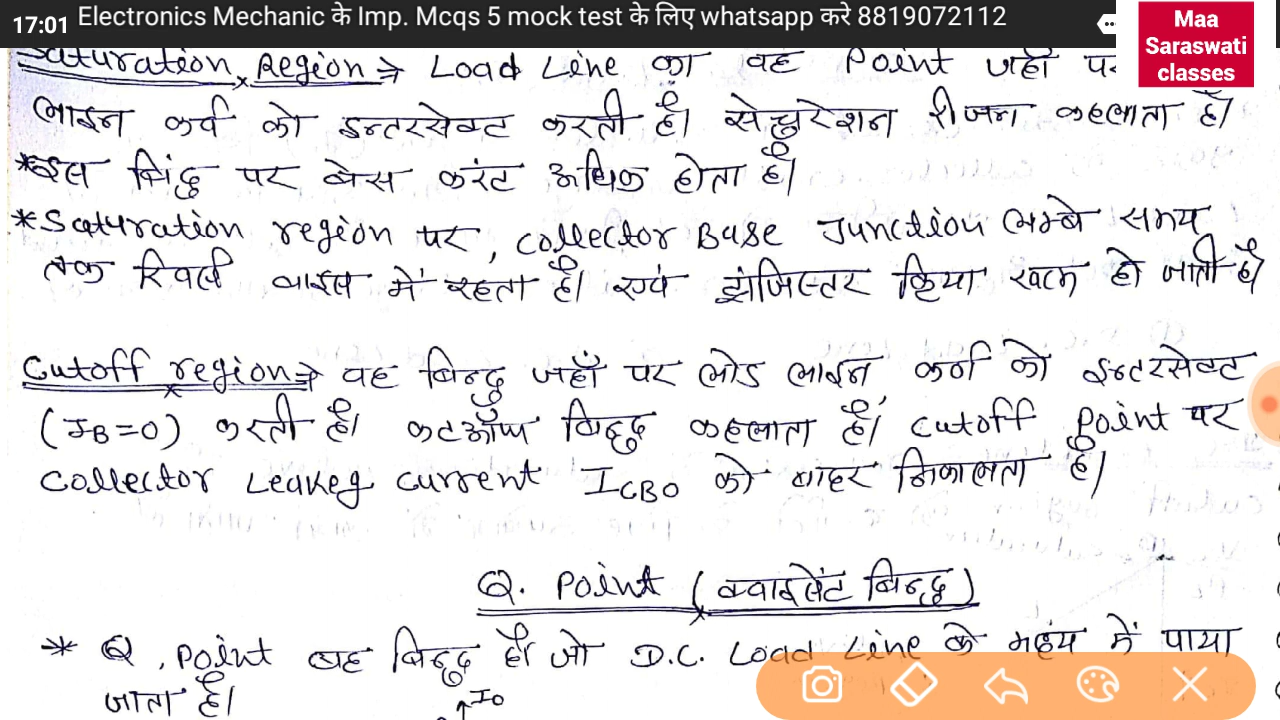 17:01 Electronics Mechanic के Imp. Mcqs 5 mock test के लिए whatsapp करे 8819072112
Maa
Saraswati
classes
Saturation Region⇒ Load Line का वह Point जहाँ पर
लाइन कर्व को इन्टरसेक्ट करती है। सेचुरेशन रीजन कहलाता है।
*इस बिंदु पर बेस करंट अधिक होता है।
*Saturation region पर, Collector Base Junction लम्बे समय
तक रिवर्स बाइस में रहता है। एवं ट्रांजिस्टर क्रिया खत्म हो जाती है।
Cutoff region⇒ वह बिन्दु जहाँ पर लोड लाइन, कर्व को इन्टरसेक्ट
(IB=0) करती है। कटऑफ बिन्दु कहलाता है। Cutoff Point पर
Collector Leakeg Current ICBO को बाहर निकालता है।
Q. Point (क्वाइसेंट बिन्दु)
* Q. Point वह बिन्दु है। जो D.C. Load Line के मध्य में पाया
जाता है।